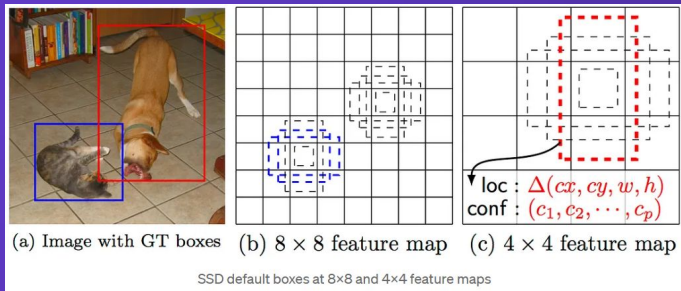 loc : Δ(cx, cy, w, h)
conf : (c₁, c₂, ⋯, cₚ)
(a) Image with GT boxes
(b) 8 × 8 feature map
(c) 4 × 4 feature map
SSD default boxes at 8×8 and 4×4 feature maps